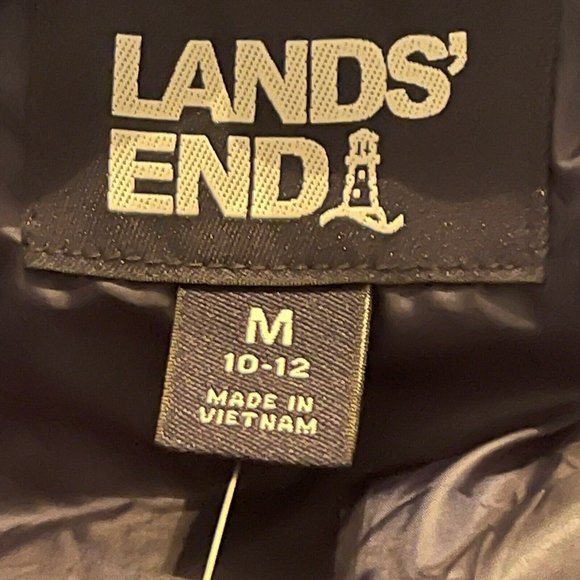 LANDS'
END
M
10-12
MADE IN
VIETNAM